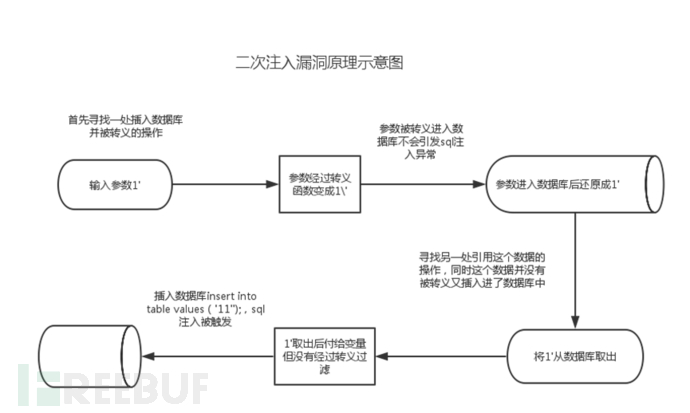 二次注入漏洞原理示意图
首先寻找一处插入数据库
并被转义的操作
输入参数1'
参数经过转义
函数变成1\'
参数被转义进入数
据库不会引发sql注
入异常
参数进入数据库后还原成1'
寻找另一处引用这个数据的
操作，同时这个数据并没有
被转义又插入进了数据库中
将1'从数据库取出
1'取出后付给变量
但没有经过转义过
滤
插入数据库insert into
table values ( '11''); , sql
注入被触发
FREEBUF